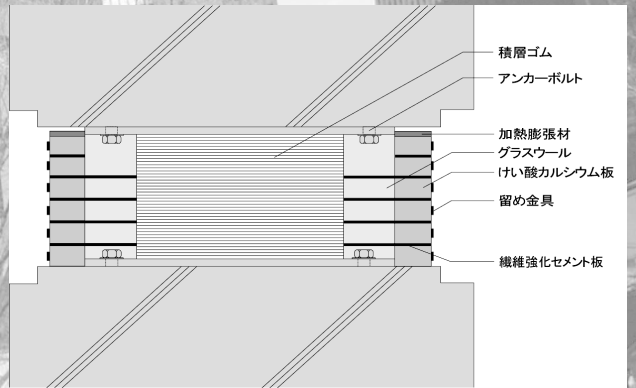 積層ゴム
アンカーボルト
加熱膨張材
グラスウール
けい酸カルシウム板
留め金具
繊維強化セメント板